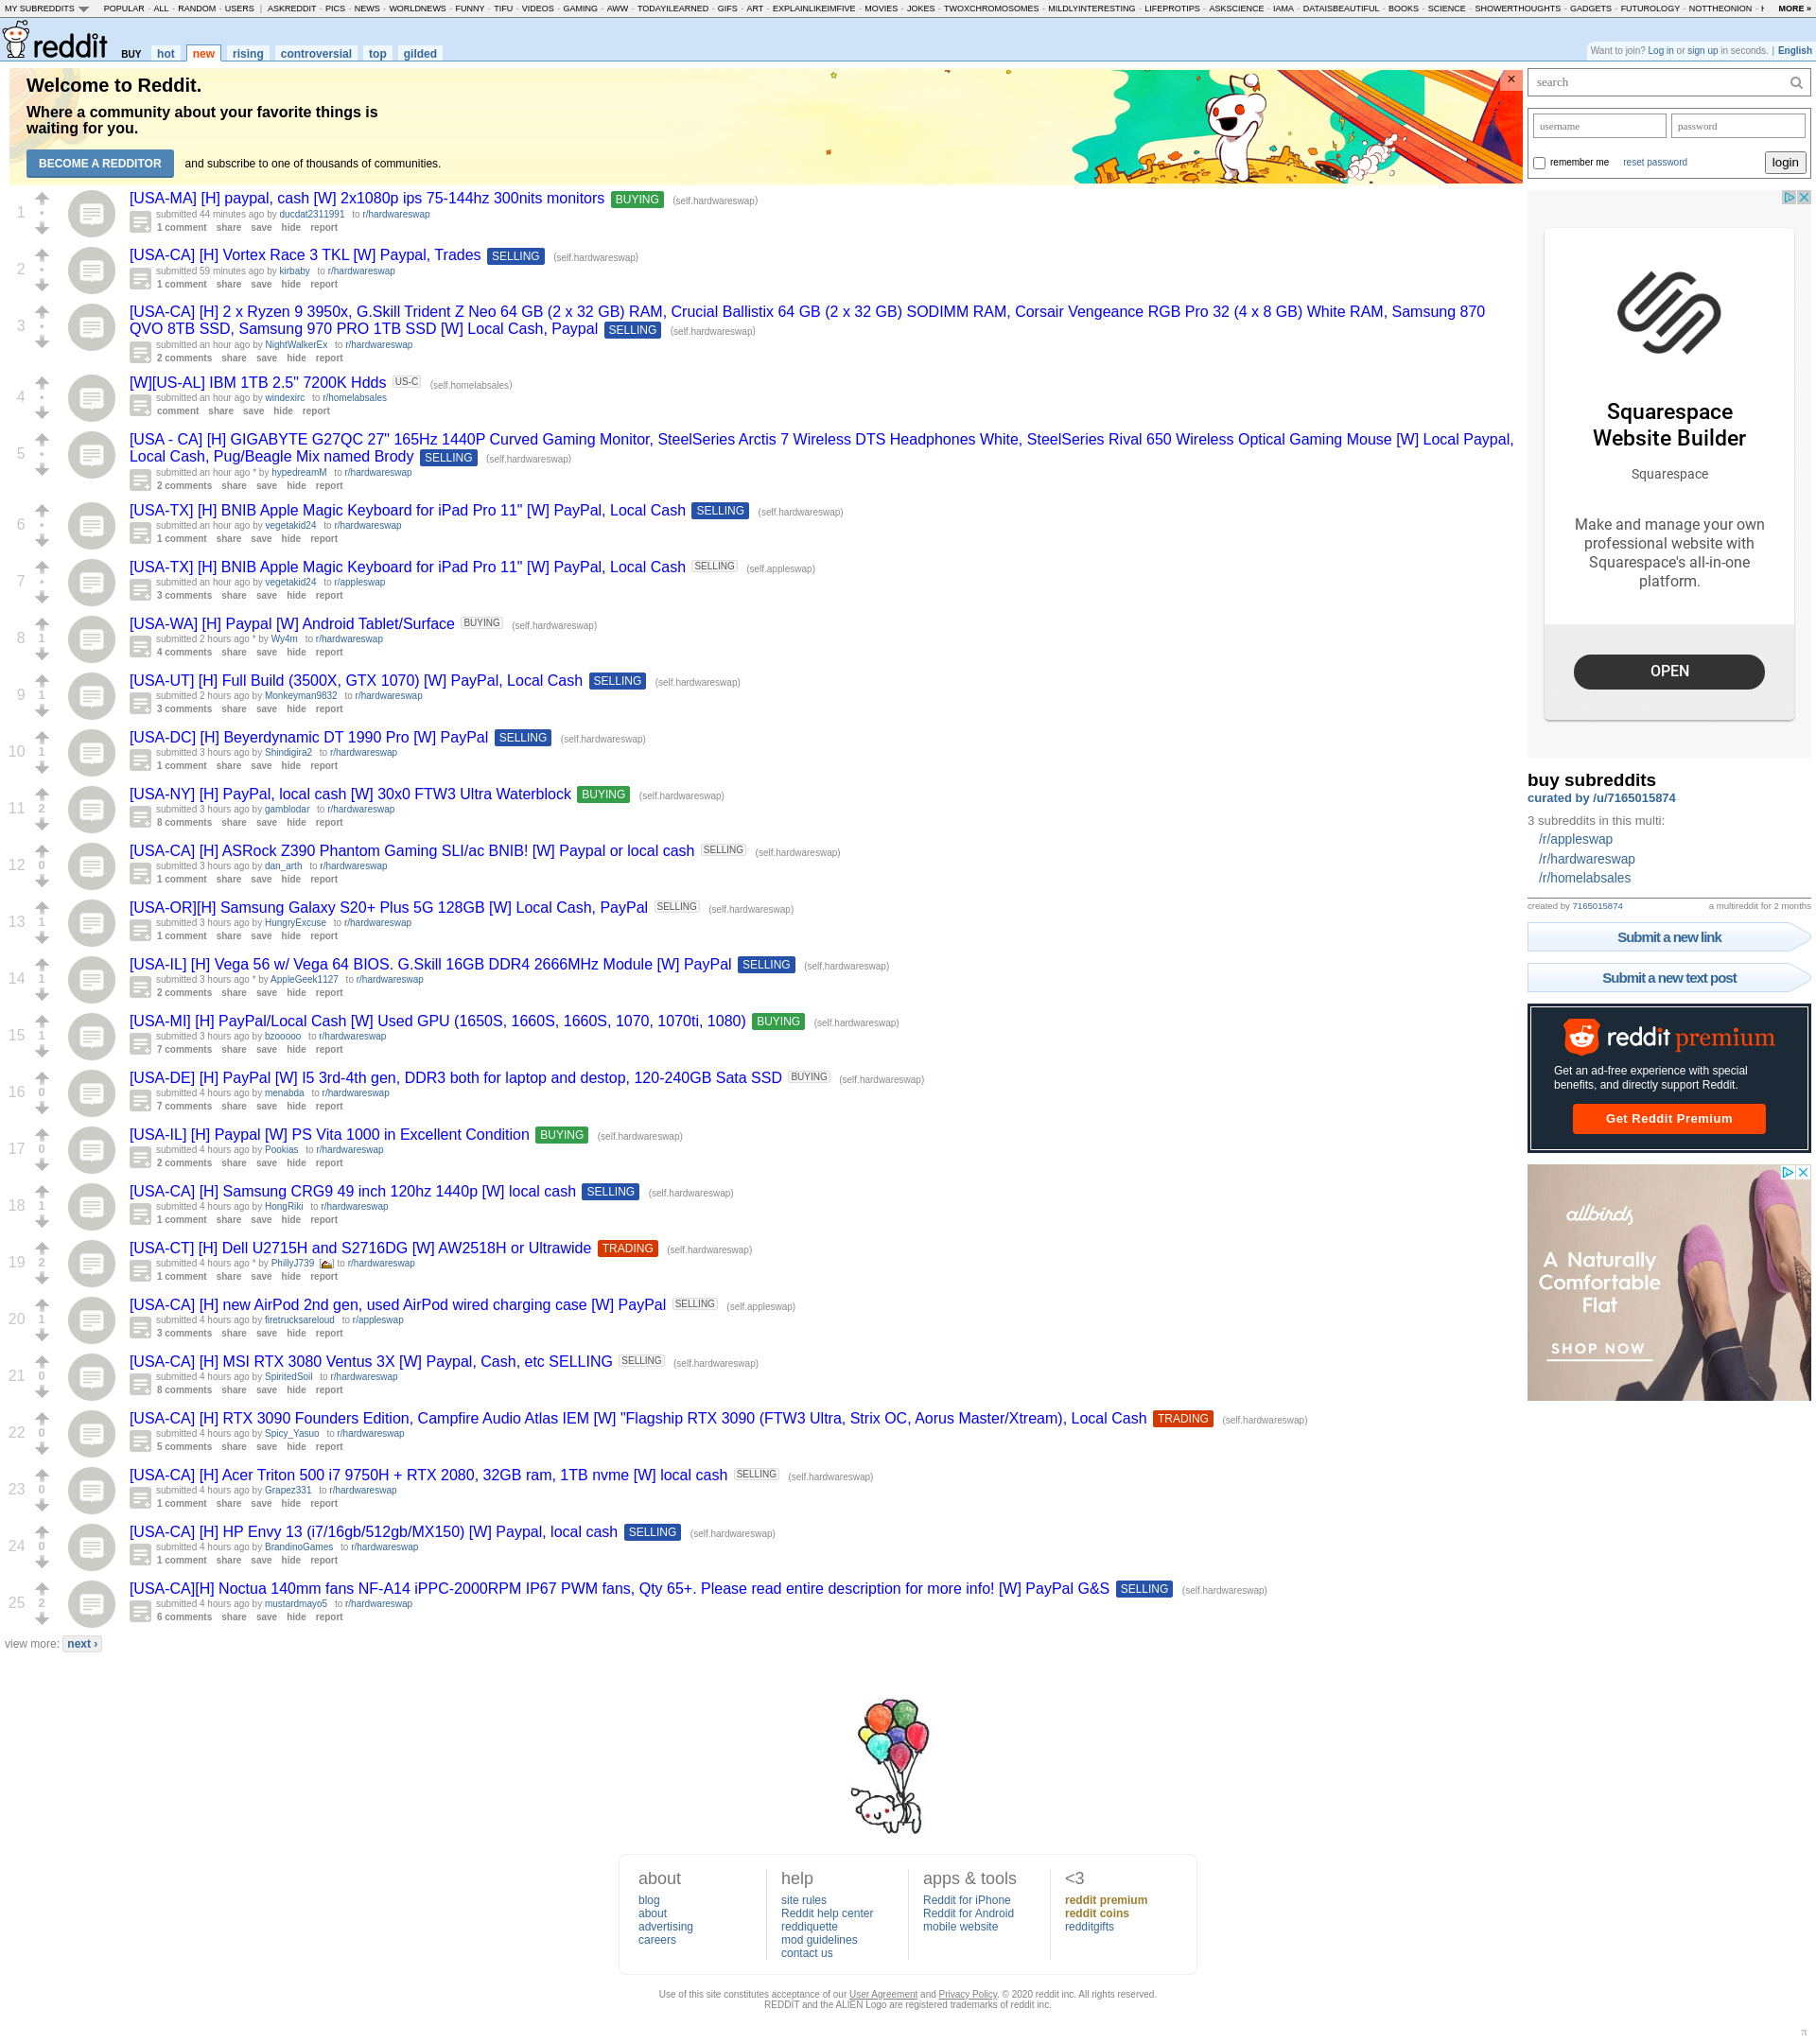 MY SUBREDDITS POPULAR - ALL - RANDOM - USERS | ASKREDDIT - PICS - NEWS - WORLDNEWS - FUNNY - TIFU - VIDEOS - GAMING - AWW - TODAYILEARNED - GIFS - ART - EXPLAINLIKEIMFIVE - MOVIES - JOKES - TWOXCHROMOSOMES - MILDLYINTERESTING - LIFEPROTIPS - ASKSCIENCE - IAMA - DATAISBEAUTIFUL - BOOKS - SCIENCE - SHOWERTHOUGHTS - GADGETS - FUTUROLOGY - NOTTHEONION - MORE »
reddit BUY hot new rising controversial top gilded
Want to join? Log in or sign up in seconds. | English
Welcome to Reddit.
Where a community about your favorite things is
waiting for you.
BECOME A REDDITOR and subscribe to one of thousands of communities.
1
[USA-MA] [H] paypal, cash [W] 2x1080p ips 75-144hz 300nits monitors BUYING (self.hardwareswap)
submitted 44 minutes ago by ducdat2311991 to r/hardwareswap
1 comment share save hide report
2
[USA-CA] [H] Vortex Race 3 TKL [W] Paypal, Trades SELLING (self.hardwareswap)
submitted 59 minutes ago by kirbaby to r/hardwareswap
1 comment share save hide report
3
[USA-CA] [H] 2 x Ryzen 9 3950x, G.Skill Trident Z Neo 64 GB (2 x 32 GB) RAM, Crucial Ballistix 64 GB (2 x 32 GB) SODIMM RAM, Corsair Vengeance RGB Pro 32 (4 x 8 GB) White RAM, Samsung 870
QVO 8TB SSD, Samsung 970 PRO 1TB SSD [W] Local Cash, Paypal SELLING (self.hardwareswap)
submitted an hour ago by NightWalkerEx to r/hardwareswap
2 comments share save hide report
4
[W][US-AL] IBM 1TB 2.5" 7200K Hdds US-C (self.homelabsales)
submitted an hour ago by windexirc to r/homelabsales
comment share save hide report
5
[USA - CA] [H] GIGABYTE G27QC 27" 165Hz 1440P Curved Gaming Monitor, SteelSeries Arctis 7 Wireless DTS Headphones White, SteelSeries Rival 650 Wireless Optical Gaming Mouse [W] Local Paypal,
Local Cash, Pug/Beagle Mix named Brody SELLING (self.hardwareswap)
submitted an hour ago * by hypedreamM to r/hardwareswap
2 comments share save hide report
6
[USA-TX] [H] BNIB Apple Magic Keyboard for iPad Pro 11" [W] PayPal, Local Cash SELLING (self.hardwareswap)
submitted an hour ago by vegetakid24 to r/hardwareswap
1 comment share save hide report
7
[USA-TX] [H] BNIB Apple Magic Keyboard for iPad Pro 11" [W] PayPal, Local Cash SELLING (self.appleswap)
submitted an hour ago by vegetakid24 to r/appleswap
3 comments share save hide report
8 1
[USA-WA] [H] Paypal [W] Android Tablet/Surface BUYING (self.hardwareswap)
submitted 2 hours ago * by Wy4m to r/hardwareswap
4 comments share save hide report
9 1
[USA-UT] [H] Full Build (3500X, GTX 1070) [W] PayPal, Local Cash SELLING (self.hardwareswap)
submitted 2 hours ago by Monkeyman9832 to r/hardwareswap
3 comments share save hide report
10 1
[USA-DC] [H] Beyerdynamic DT 1990 Pro [W] PayPal SELLING (self.hardwareswap)
submitted 3 hours ago by Shindigira2 to r/hardwareswap
1 comment share save hide report
11 2
[USA-NY] [H] PayPal, local cash [W] 30x0 FTW3 Ultra Waterblock BUYING (self.hardwareswap)
submitted 3 hours ago by gamblodar to r/hardwareswap
8 comments share save hide report
12 0
[USA-CA] [H] ASRock Z390 Phantom Gaming SLI/ac BNIB! [W] Paypal or local cash SELLING (self.hardwareswap)
submitted 3 hours ago by dan_arth to r/hardwareswap
1 comment share save hide report
13 1
[USA-OR][H] Samsung Galaxy S20+ Plus 5G 128GB [W] Local Cash, PayPal SELLING (self.hardwareswap)
submitted 3 hours ago by HungryExcuse to r/hardwareswap
1 comment share save hide report
14 1
[USA-IL] [H] Vega 56 w/ Vega 64 BIOS. G.Skill 16GB DDR4 2666MHz Module [W] PayPal SELLING (self.hardwareswap)
submitted 3 hours ago * by AppleGeek1127 to r/hardwareswap
2 comments share save hide report
15 1
[USA-MI] [H] PayPal/Local Cash [W] Used GPU (1650S, 1660S, 1660S, 1070, 1070ti, 1080) BUYING (self.hardwareswap)
submitted 3 hours ago by bzooooo to r/hardwareswap
7 comments share save hide report
16 0
[USA-DE] [H] PayPal [W] I5 3rd-4th gen, DDR3 both for laptop and destop, 120-240GB Sata SSD BUYING (self.hardwareswap)
submitted 4 hours ago by menabda to r/hardwareswap
7 comments share save hide report
17 0
[USA-IL] [H] Paypal [W] PS Vita 1000 in Excellent Condition BUYING (self.hardwareswap)
submitted 4 hours ago by Pookias to r/hardwareswap
2 comments share save hide report
18 1
[USA-CA] [H] Samsung CRG9 49 inch 120hz 1440p [W] local cash SELLING (self.hardwareswap)
submitted 4 hours ago by HongRiki to r/hardwareswap
1 comment share save hide report
19 2
[USA-CT] [H] Dell U2715H and S2716DG [W] AW2518H or Ultrawide TRADING (self.hardwareswap)
submitted 4 hours ago * by PhillyJ739 to r/hardwareswap
1 comment share save hide report
20 1
[USA-CA] [H] new AirPod 2nd gen, used AirPod wired charging case [W] PayPal SELLING (self.appleswap)
submitted 4 hours ago by firetrucksareloud to r/appleswap
3 comments share save hide report
21 0
[USA-CA] [H] MSI RTX 3080 Ventus 3X [W] Paypal, Cash, etc SELLING SELLING (self.hardwareswap)
submitted 4 hours ago by SpiritedSoil to r/hardwareswap
8 comments share save hide report
22 0
[USA-CA] [H] RTX 3090 Founders Edition, Campfire Audio Atlas IEM [W] "Flagship RTX 3090 (FTW3 Ultra, Strix OC, Aorus Master/Xtream), Local Cash TRADING (self.hardwareswap)
submitted 4 hours ago by Spicy_Yasuo to r/hardwareswap
5 comments share save hide report
23 0
[USA-CA] [H] Acer Triton 500 i7 9750H + RTX 2080, 32GB ram, 1TB nvme [W] local cash SELLING (self.hardwareswap)
submitted 4 hours ago by Grapez331 to r/hardwareswap
1 comment share save hide report
24 0
[USA-CA] [H] HP Envy 13 (i7/16gb/512gb/MX150) [W] Paypal, local cash SELLING (self.hardwareswap)
submitted 4 hours ago by BrandinoGames to r/hardwareswap
1 comment share save hide report
25 2
[USA-CA][H] Noctua 140mm fans NF-A14 iPPC-2000RPM IP67 PWM fans, Qty 65+. Please read entire description for more info! [W] PayPal G&S SELLING (self.hardwareswap)
submitted 4 hours ago by mustardmayo5 to r/hardwareswap
6 comments share save hide report
view more: next ›
search
username password
remember me reset password login
Squarespace
Website Builder
Squarespace
Make and manage your own
professional website with
Squarespace's all-in-one
platform.
OPEN
buy subreddits
curated by /u/7165015874
3 subreddits in this multi:
/r/appleswap
/r/hardwareswap
/r/homelabsales
created by 7165015874 a multireddit for 2 months
Submit a new link
Submit a new text post
reddit premium
Get an ad-free experience with special
benefits, and directly support Reddit.
Get Reddit Premium
allbirds
A Naturally
Comfortable
Flat
SHOP NOW
about
blog
about
advertising
careers
help
site rules
Reddit help center
reddiquette
mod guidelines
contact us
apps & tools
Reddit for iPhone
Reddit for Android
mobile website
<3
reddit premium
reddit coins
redditgifts
Use of this site constitutes acceptance of our User Agreement and Privacy Policy. © 2020 reddit inc. All rights reserved.
REDDIT and the ALIEN Logo are registered trademarks of reddit inc.
π